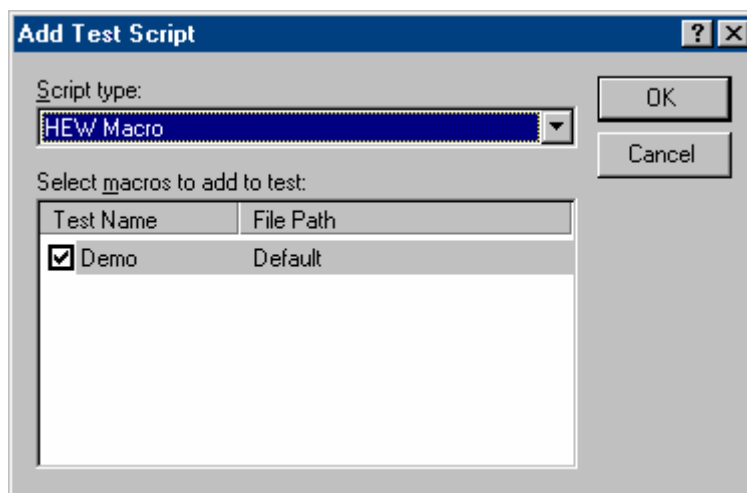 Add Test Script
Script type:
HEW Macro
OK
Cancel
Select macros to add to test:
Test Name File Path
Demo Default